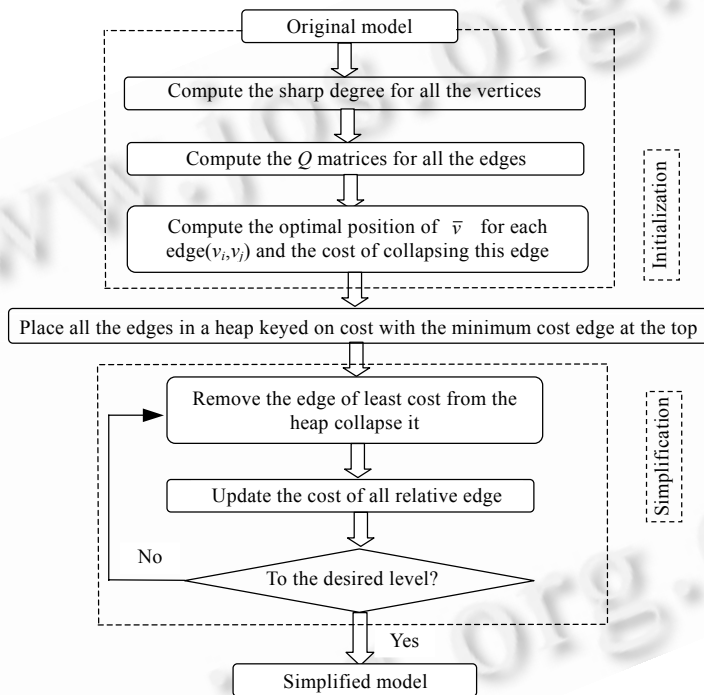 Original model
Compute the sharp degree for all the vertices
Compute the Q matrices for all the edges
Compute the optimal position of v̅ for each
edge(vi,vj) and the cost of collapsing this edge
Initialization
Place all the edges in a heap keyed on cost with the minimum cost edge at the top
Remove the edge of least cost from the
heap collapse it
Update the cost of all relative edge
Simplification
No
To the desired level?
Yes
Simplified model